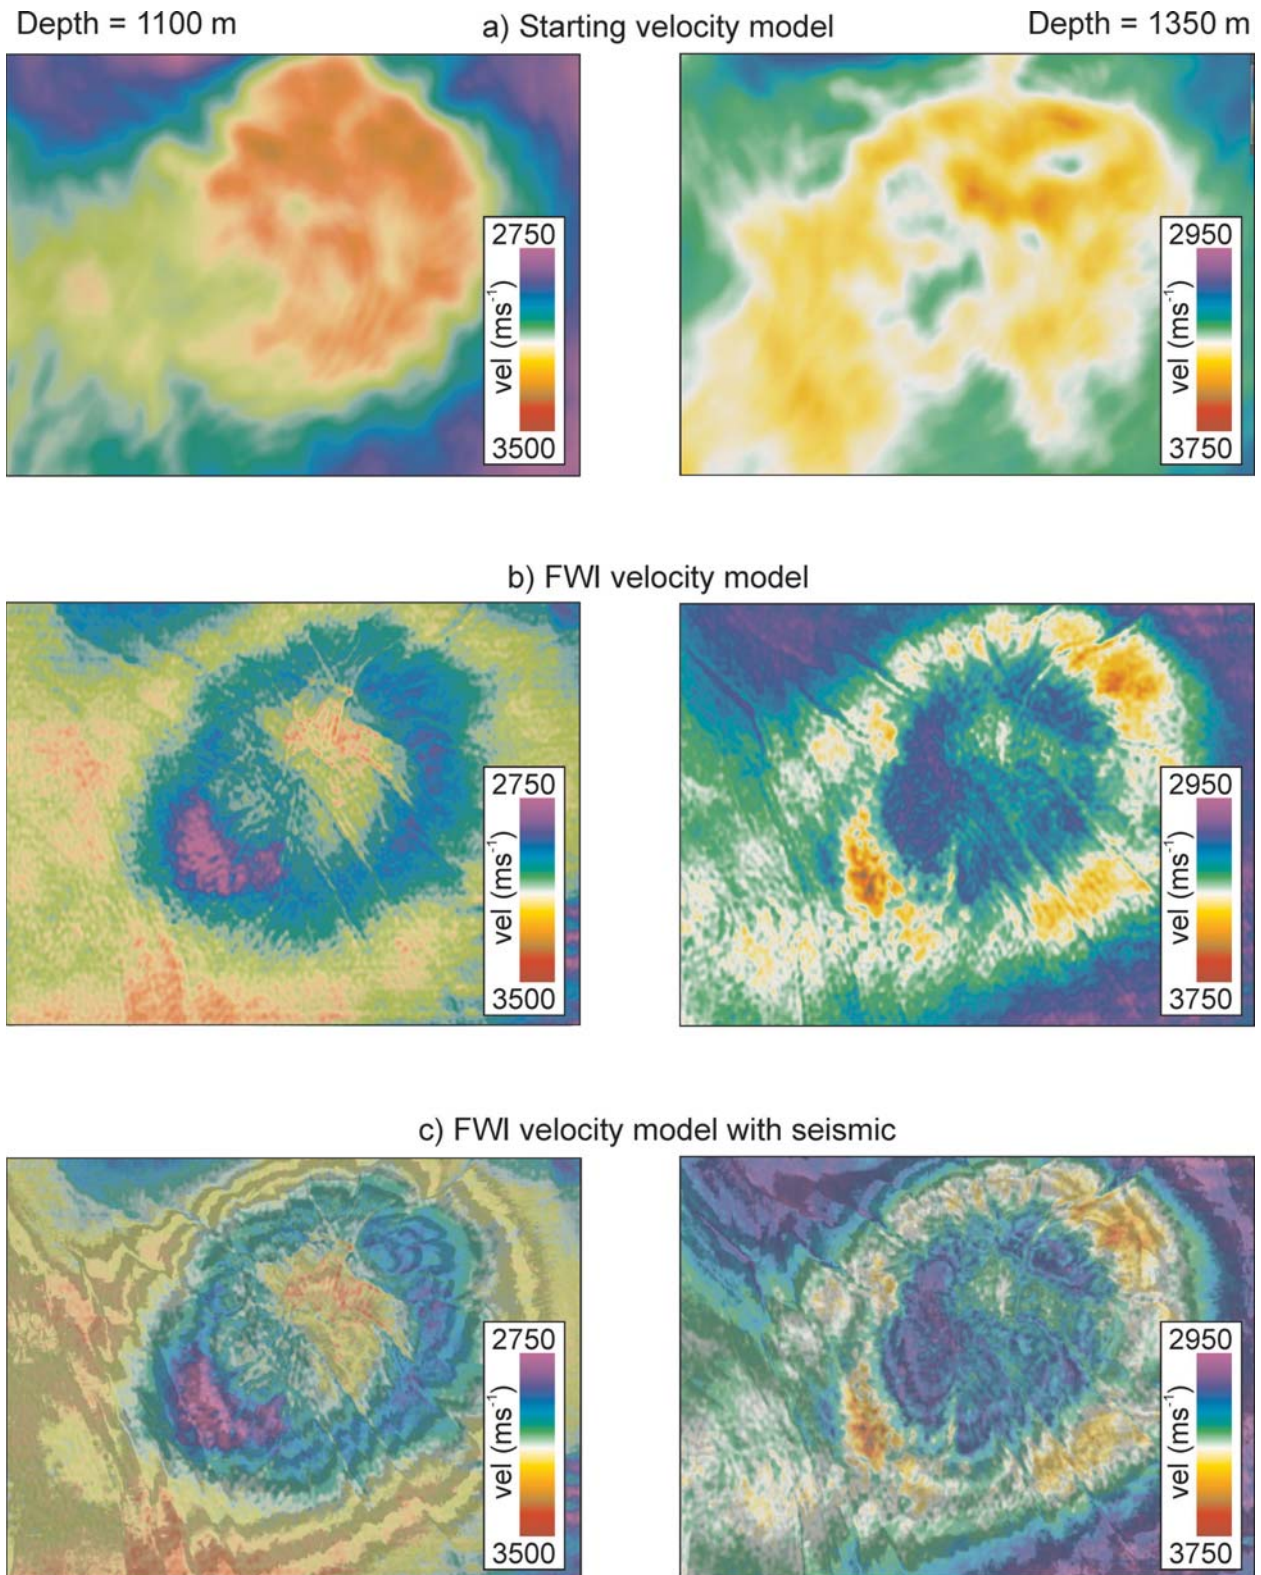 Depth = 1100 m
a) Starting velocity model
Depth = 1350 m
2750
vel (ms⁻¹)
3500
2950
vel (ms⁻¹)
3750
b) FWI velocity model
2750
vel (ms⁻¹)
3500
2950
vel (ms⁻¹)
3750
c) FWI velocity model with seismic
2750
vel (ms⁻¹)
3500
2950
vel (ms⁻¹)
3750